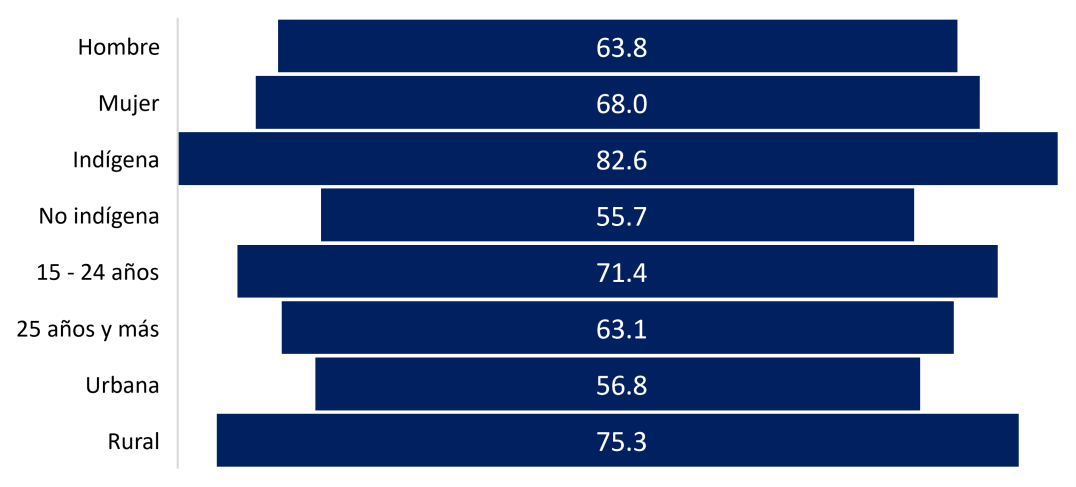 Hombre 63.8
Mujer 68.0
Indígena 82.6
No indígena 55.7
15 - 24 años 71.4
25 años y más 63.1
Urbana 56.8
Rural 75.3